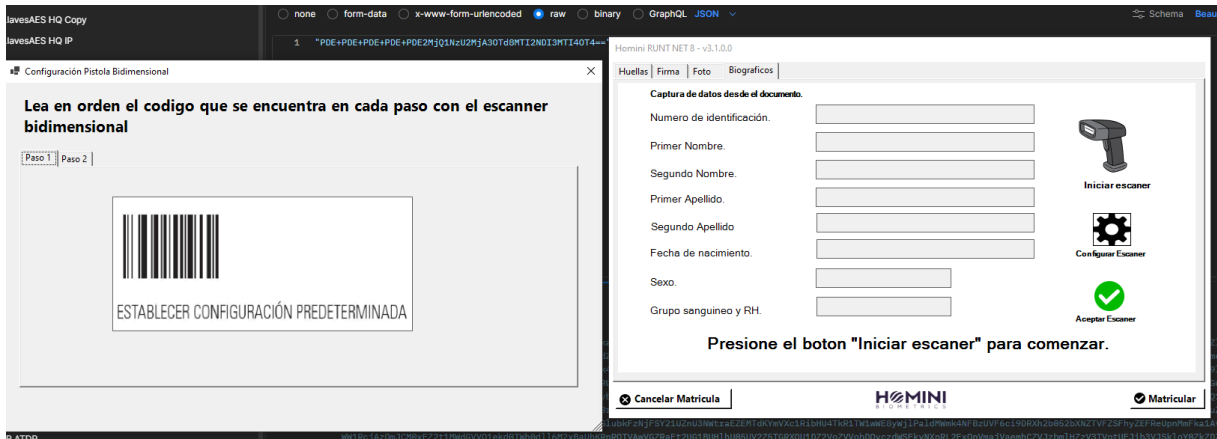 lavesAES HQ Copy
lavesAES HQ IP
none form-data x-www-form-urlencoded raw binary GraphQL JSON
Schema Beau
1 "PDE+PDE+PDE+PDE+PDE2MjQ1NzU2MjA3OTd8MTI2NDI3MTI4OT4=="
Configuración Pistola Bidimensional
Lea en orden el codigo que se encuentra en cada paso con el escanner
bidimensional
Paso 1 Paso 2
ESTABLECER CONFIGURACIÓN PREDETERMINADA
Homini RUNT NET 8 - v3.1.0.0
Huellas Firma Foto Biograficos
Captura de datos desde el documento.
Numero de identificación.
Primer Nombre.
Segundo Nombre.
Primer Apellido.
Segundo Apellido
Fecha de nacimiento.
Sexo.
Grupo sanguineo y RH.
Iniciar escaner
Configurar Escaner
Aceptar Escaner
Presione el boton "Iniciar escaner" para comenzar.
Cancelar Matricula
HOMINI
BIOMETRICS
Matricular